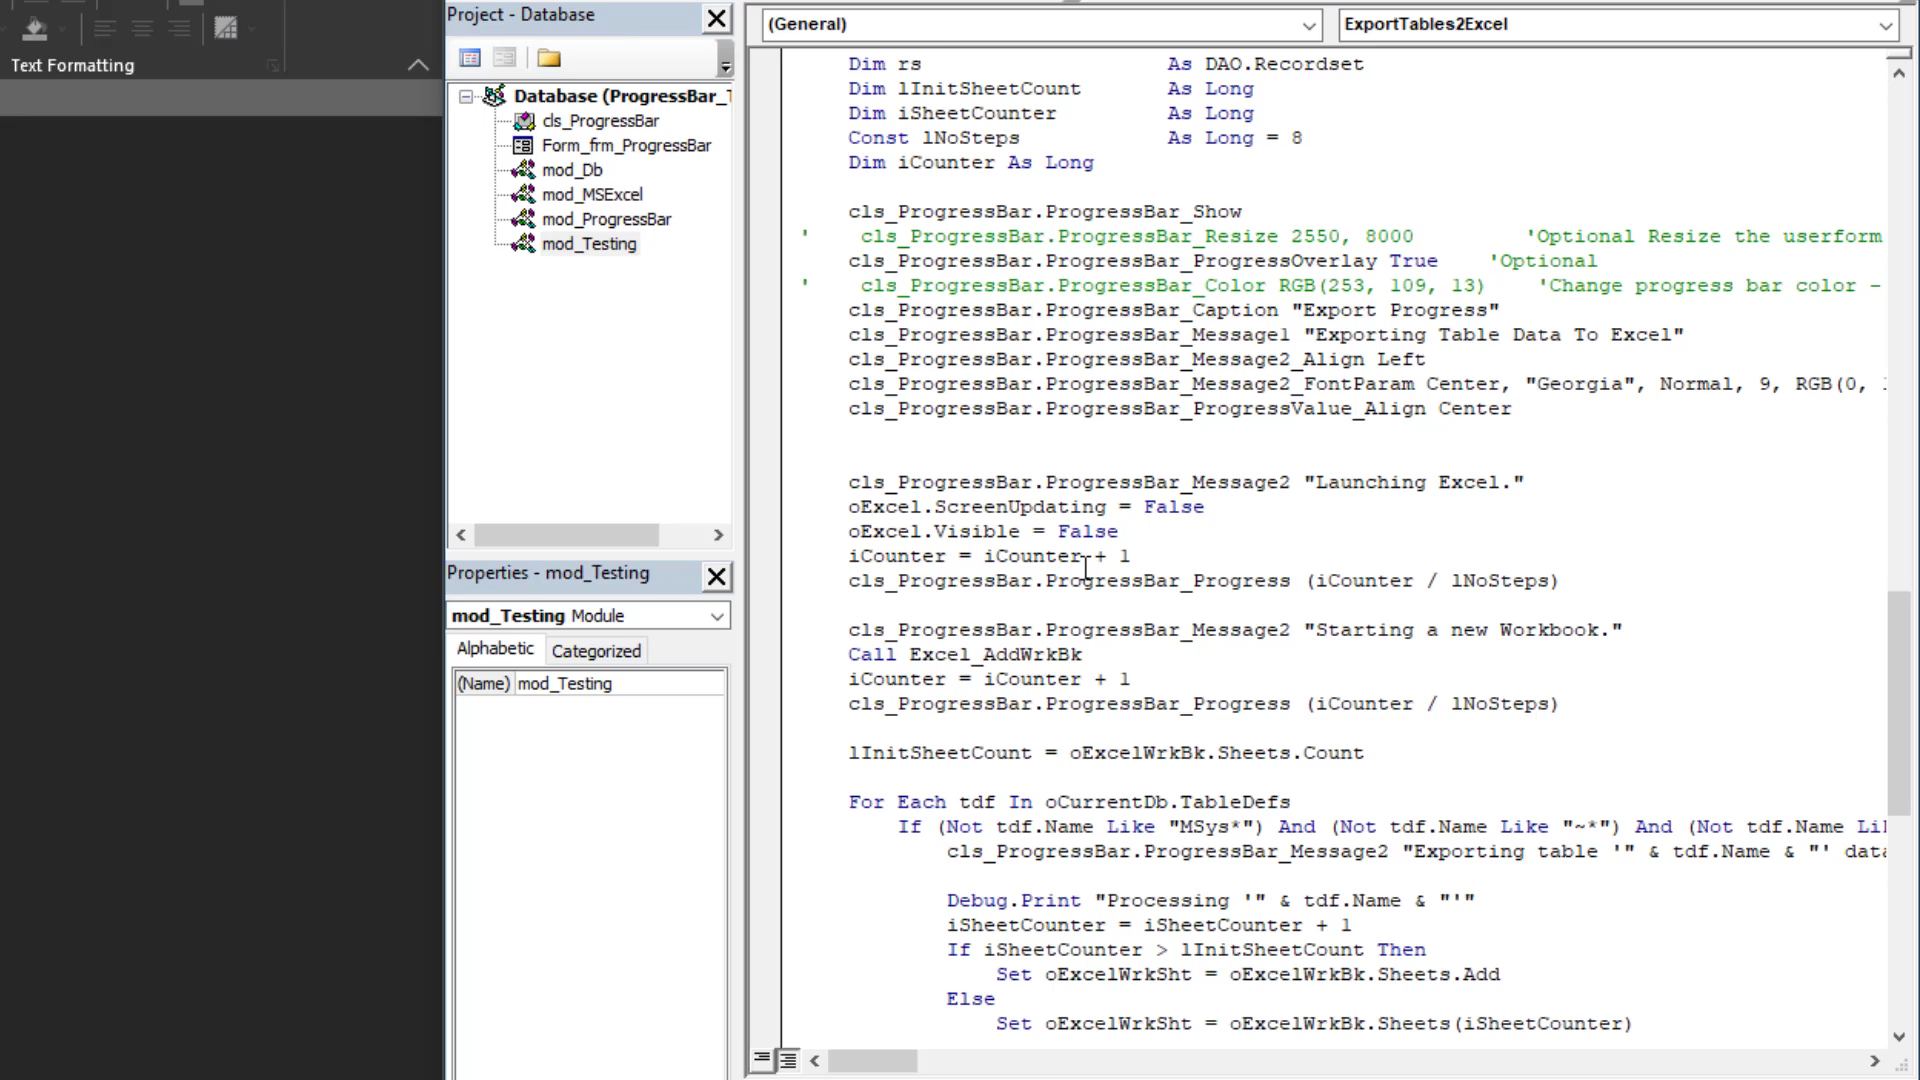 Text Formatting
Project - Database
Database (ProgressBar_
cls_ProgressBar
Form_frm_ProgressBar
mod_Db
mod_MSExcel
mod_ProgressBar
mod_Testing
Properties - mod_Testing
mod_Testing Module
Alphabetic Categorized
(Name) mod_Testing
(General) ExportTables2Excel
Dim rs As DAO.Recordset
Dim lInitSheetCount As Long
Dim iSheetCounter As Long
Const lNoSteps As Long = 8
Dim iCounter As Long
cls_ProgressBar.ProgressBar_Show
' cls_ProgressBar.ProgressBar_Resize 2550, 8000 'Optional Resize the userform
cls_ProgressBar.ProgressBar_ProgressOverlay True 'Optional
' cls_ProgressBar.ProgressBar_Color RGB(253, 109, 13) 'Change progress bar color -
cls_ProgressBar.ProgressBar_Caption "Export Progress"
cls_ProgressBar.ProgressBar_Message1 "Exporting Table Data To Excel"
cls_ProgressBar.ProgressBar_Message2_Align Left
cls_ProgressBar.ProgressBar_Message2_FontParam Center, "Georgia", Normal, 9, RGB(0,
cls_ProgressBar.ProgressBar_ProgressValue_Align Center
cls_ProgressBar.ProgressBar_Message2 "Launching Excel."
oExcel.ScreenUpdating = False
oExcel.Visible = False
iCounter = iCounter + 1
cls_ProgressBar.ProgressBar_Progress (iCounter / lNoSteps)
cls_ProgressBar.ProgressBar_Message2 "Starting a new Workbook."
Call Excel_AddWrkBk
iCounter = iCounter + 1
cls_ProgressBar.ProgressBar_Progress (iCounter / lNoSteps)
lInitSheetCount = oExcelWrkBk.Sheets.Count
For Each tdf In oCurrentDb.TableDefs
If (Not tdf.Name Like "MSys*") And (Not tdf.Name Like "~*") And (Not tdf.Name
cls_ProgressBar.ProgressBar_Message2 "Exporting table '" & tdf.Name & "'
Debug.Print "Processing '" & tdf.Name & "'"
iSheetCounter = iSheetCounter + 1
If iSheetCounter > lInitSheetCount Then
Set oExcelWrkSht = oExcelWrkBk.Sheets.Add
Else
Set oExcelWrkSht = oExcelWrkBk.Sheets(iSheetCounter)